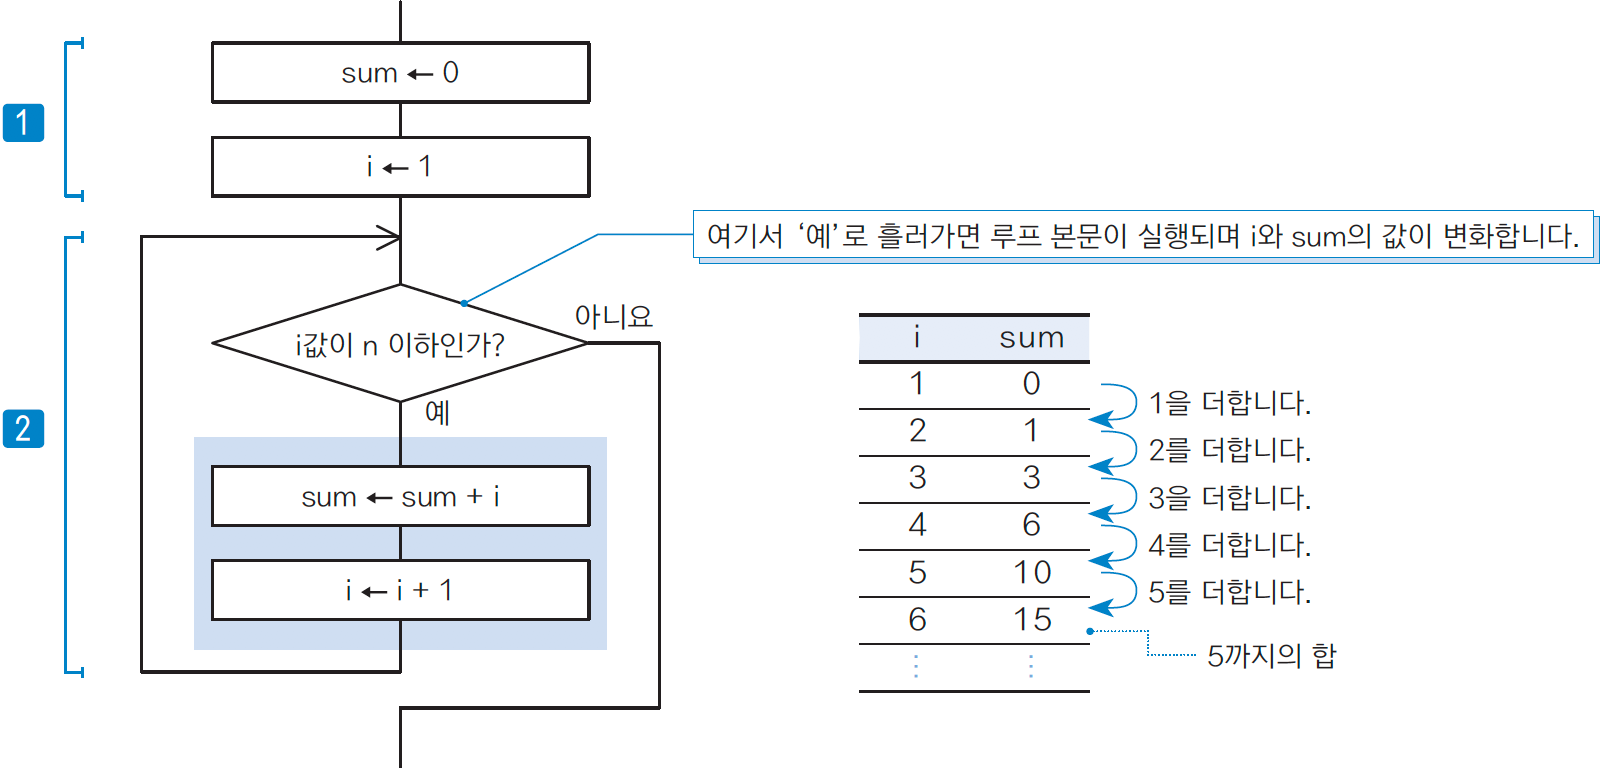 1
sum ← 0
i ← 1
2
여기서 ‘예’로 흘러가면 루프 본문이 실행되며 i와 sum의 값이 변화합니다.
i값이 n 이하인가?
아니요
예
sum ← sum + i
i ← i + 1
i sum
1 0
2 1
3 3
4 6
5 10
6 15
⋮ ⋮
1을 더합니다.
2를 더합니다.
3을 더합니다.
4를 더합니다.
5를 더합니다.
5까지의 합